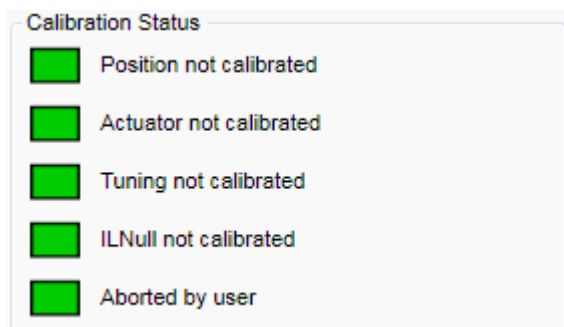 Calibration Status
Position not calibrated
Actuator not calibrated
Tuning not calibrated
ILNull not calibrated
Aborted by user